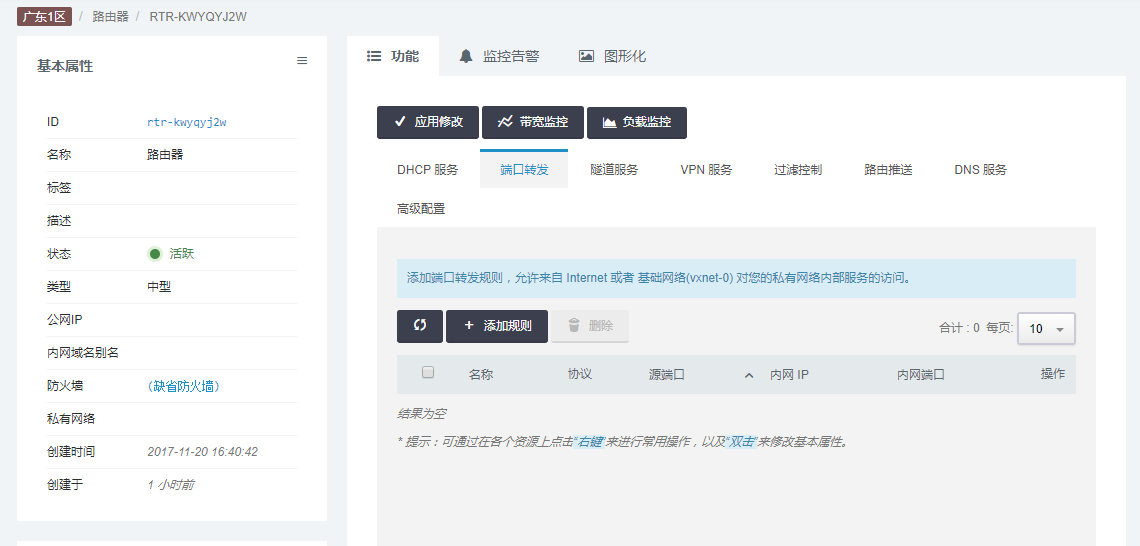 广东1区 / 路由器 / RTR-KWYQYJ2W
基本属性
ID rtr-kwyqyj2w
名称 路由器
标签
描述
状态 活跃
类型 中型
公网IP
内网域名别名
防火墙 (缺省防火墙)
私有网络
创建时间 2017-11-20 16:40:42
创建于 1 小时前
功能 监控告警 图形化
应用修改 带宽监控 负载监控
DHCP 服务 端口转发 隧道服务 VPN 服务 过滤控制 路由推送 DNS 服务
高级配置
添加端口转发规则，允许来自 Internet 或者 基础网络(vxnet-0) 对您的私有网络内部服务的访问。
+ 添加规则 删除 合计 : 0 每页: 10
名称 协议 源端口 内网 IP 内网端口 操作
结果为空
* 提示：可通过在各个资源上点击“右键”来进行常用操作，以及“双击”来修改基本属性。